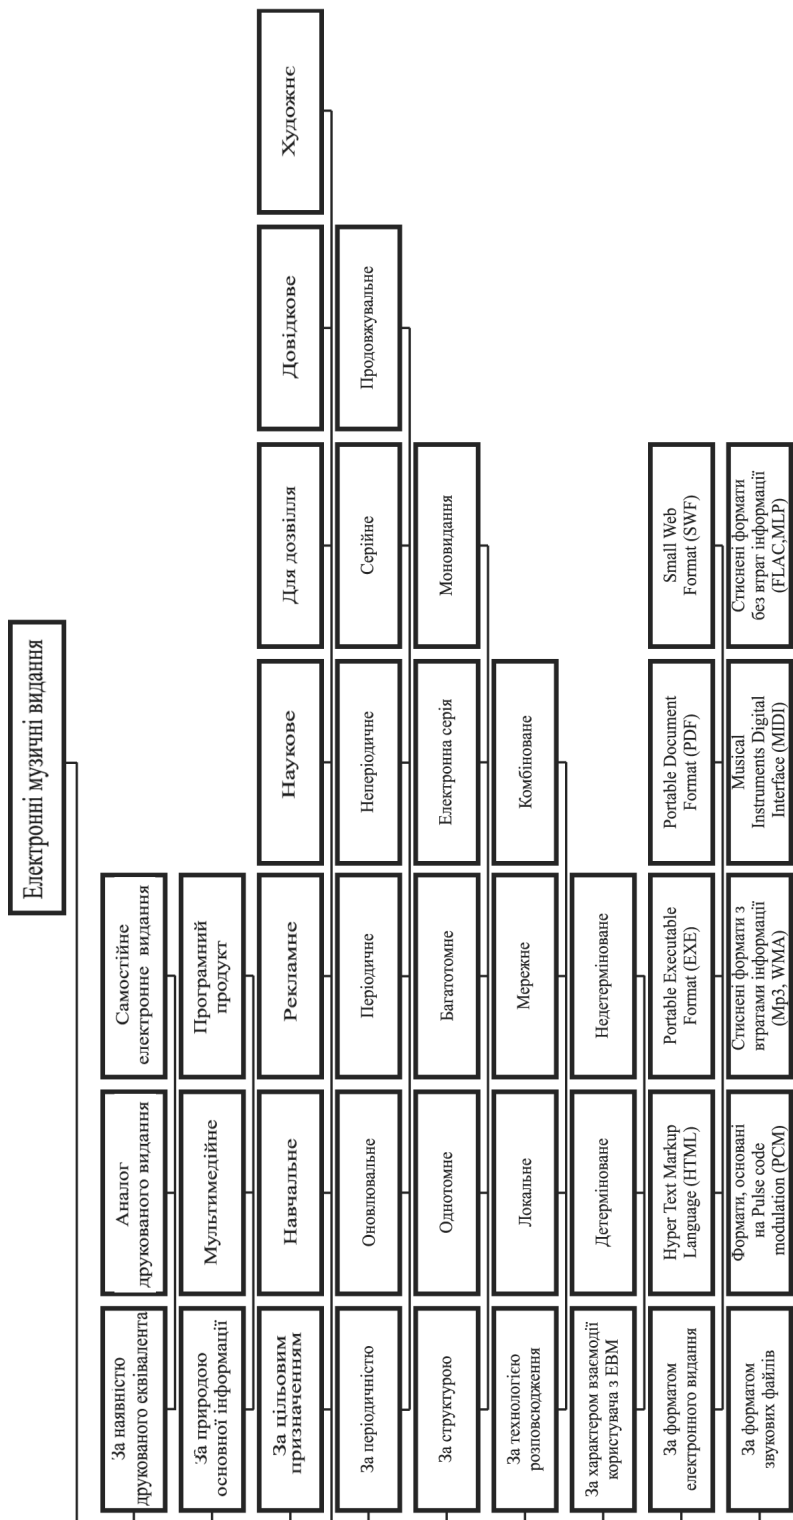 Електронні музичні видання
За наявністю
друкованого еквівалента
Аналог
друкованого видання
Самостійне
електронне видання
За природою
основної інформації
Мультимедійне
Програмний
продукт
За цільовим
призначенням
Навчальне
Рекламне
Наукове
Для дозвілля
Довідкове
Художнє
За періодичністю
Оновлювальне
Періодичне
Неперіодичне
Серійне
Продовжувальне
За структурою
Однотомне
Багатотомне
Електронна серія
Моновидання
За технологією
розповсюдження
Локальне
Мережне
Комбіноване
За характером взаємодії
користувача з ЕВМ
Детерміноване
Недетерміноване
За форматом
електронного видання
Hyper Text Markup
Language (HTML)
Portable Executable
Format (EXE)
Portable Document
Format (PDF)
Small Web
Format (SWF)
За форматом
звукових файлів
Формати, основані
на Pulse code
modulation (PCM)
Стиснені формати з
втратами інформації
(Mp3, WMA)
Musical
Instruments Digital
Interface (MIDI)
Стиснені формати
без втрат інформації
(FLAC,MLP)